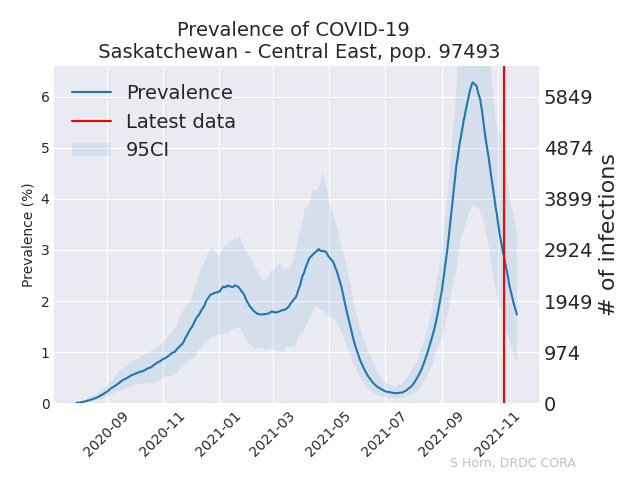 Prevalence of COVID-19
Saskatchewan - Central East, pop. 97493
Prevalence
Latest data
95CI
Prevalence (%)
6
5
4
3
2
1
0
5849
4874
3899
2924
1949
974
0
# of infections
2020-09
2020-11
2021-01
2021-03
2021-05
2021-07
2021-09
2021-11
S Horn, DRDC CORA